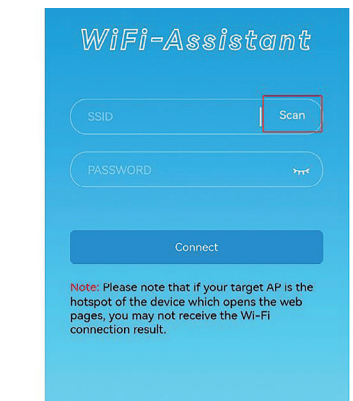 WiFi-Assistant
SSID
Scan
PASSWORD
Connect
Note: Please note that if your target AP is the
hotspot of the device which opens the web
pages, you may not receive the Wi-Fi
connection result.